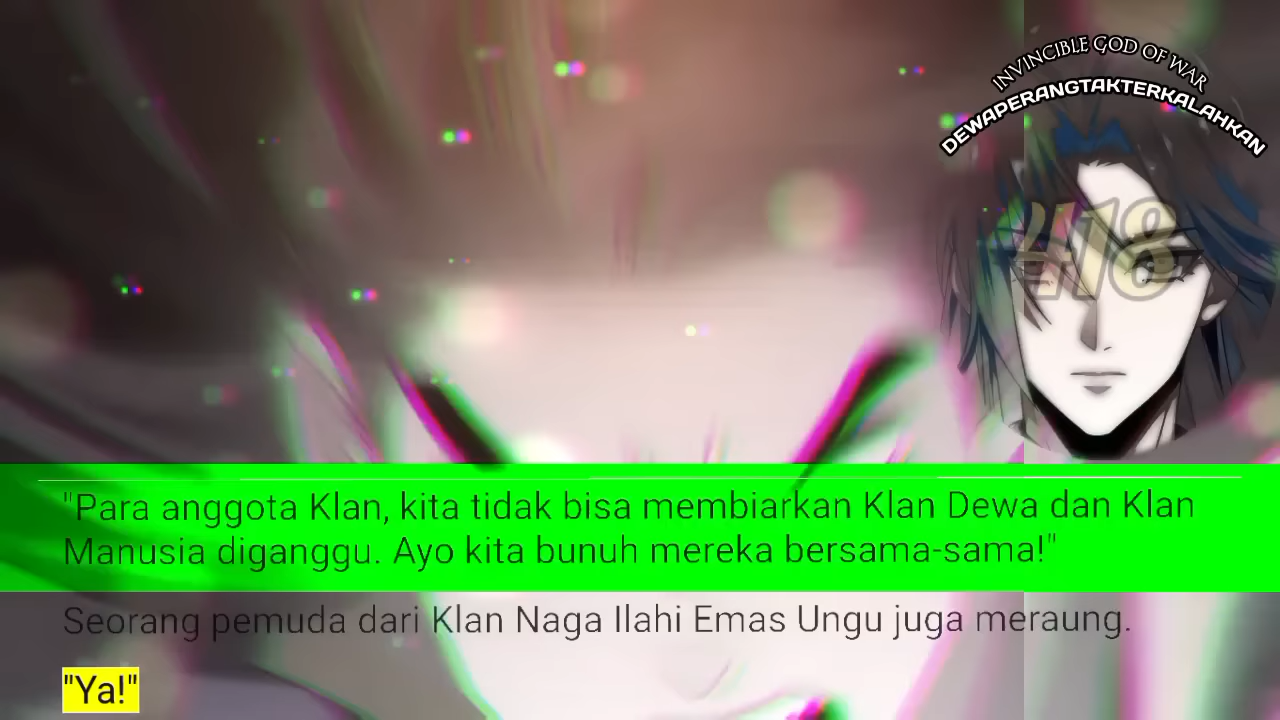 INVINCIBLE GOD OF WAR
DEWAPERANGTAKTERKALAHKAN
418
"Para anggota Klan, kita tidak bisa membiarkan Klan Dewa dan Klan
Manusia diganggu. Ayo kita bunuh mereka bersama-sama!"
Seorang pemuda dari Klan Naga Ilahi Emas Ungu juga meraung.
"Ya!"